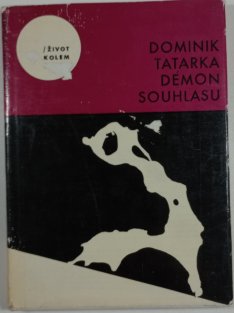 /ŽIVOT
KOLEM
DOMINIK
TATARKA
DÉMON
SOUHLASU